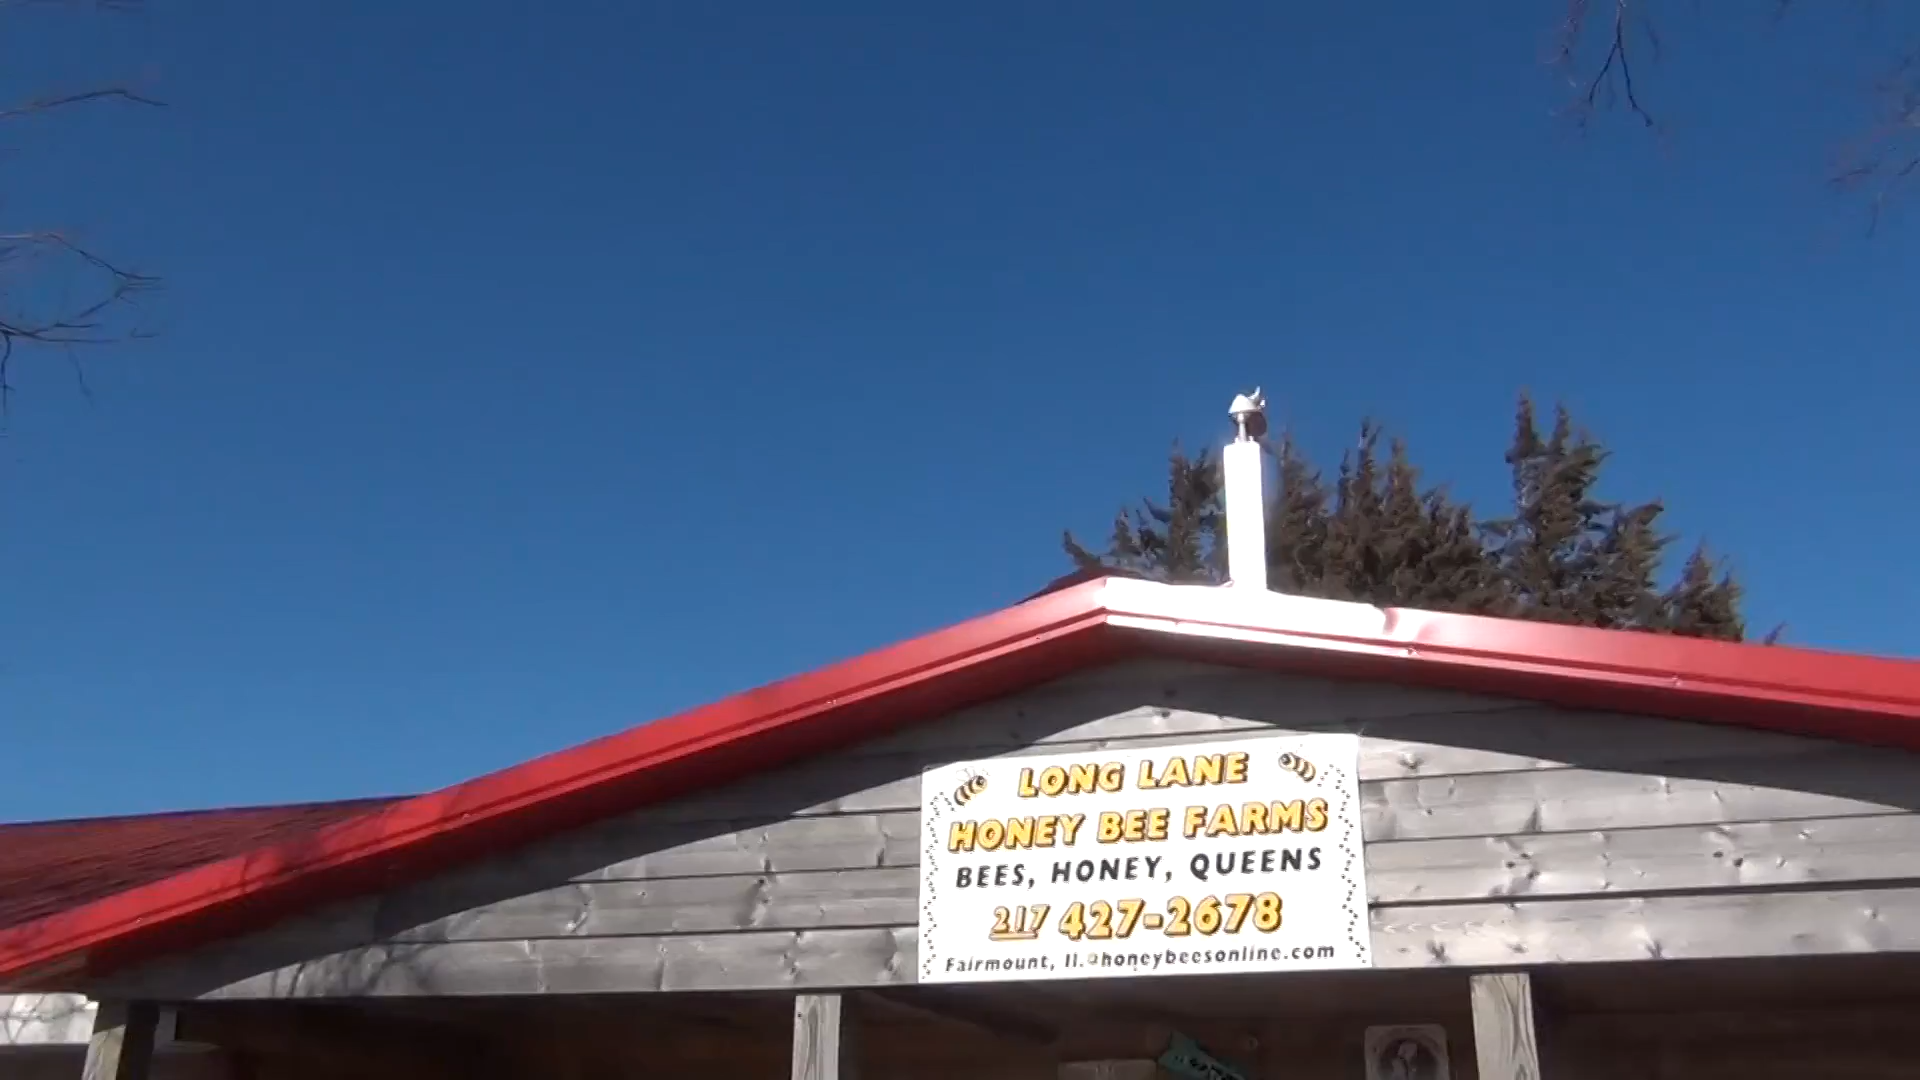 LONG LANE
HONEY BEE FARMS
BEES, HONEY, QUEENS
217 427-2678
Fairmount, Il. honeybeesonline.com